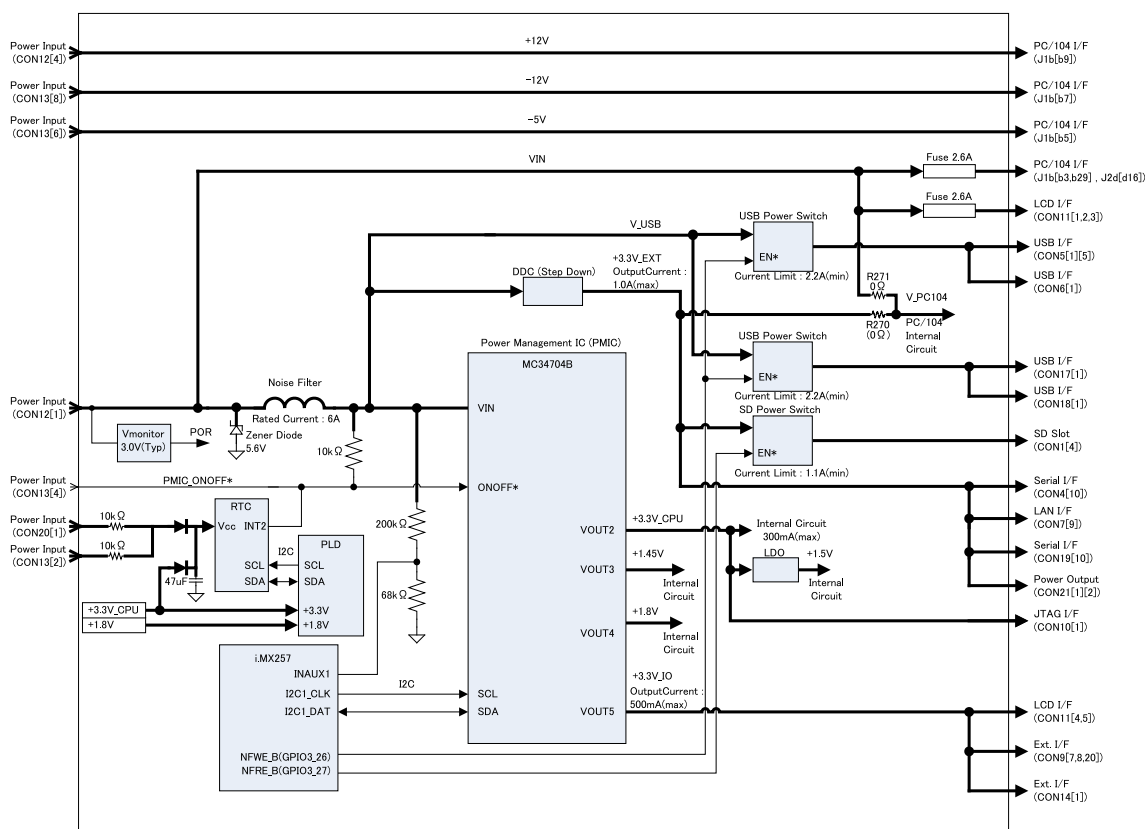 Power Input
(CON12[4])
+12V
PC/104 I/F
(J1b[b9])
Power Input
(CON13[8])
-12V
PC/104 I/F
(J1b[b7])
Power Input
(CON13[6])
-5V
PC/104 I/F
(J1b[b5])
VIN
Fuse 2.6A
PC/104 I/F
(J1b[b3,b29] , J2d[d16])
Fuse 2.6A
LCD I/F
(CON11[1,2,3])
V_USB
USB Power Switch
EN*
Current Limit : 2.2A(min)
USB I/F
(CON5[1][5])
USB I/F
(CON6[1])
DDC (Step Down)
+3.3V_EXT
OutputCurrent :
1.0A(max)
R271
0Ω
V_PC104
R270
(0Ω)
PC/104
Internal
Circuit
Power Management IC (PMIC)
MC34704B
USB Power Switch
EN*
Current Limit : 2.2A(min)
USB I/F
(CON17[1])
USB I/F
(CON18[1])
Power Input
(CON12[1])
Noise Filter
Rated Current : 6A
VIN
Vmonitor
3.0V(Typ)
POR
Zener Diode
5.6V
10kΩ
SD Power Switch
EN*
Current Limit : 1.1A(min)
SD Slot
(CON1[4])
Power Input
(CON13[4])
PMIC_ONOFF*
ONOFF*
Serial I/F
(CON4[10])
LAN I/F
(CON7[9])
Serial I/F
(CON19[10])
Power Output
(CON21[1][2])
JTAG I/F
(CON10[1])
Power Input
(CON20[1])
10kΩ
Power Input
(CON13[2])
10kΩ
RTC
Vcc
INT2
SCL
SDA
I2C
PLD
SCL
SDA
+3.3V
+1.8V
47uF
+3.3V_CPU
+1.8V
200kΩ
68kΩ
VOUT2
+3.3V_CPU
Internal Circuit
300mA(max)
LDO
+1.5V
Internal
Circuit
VOUT3
+1.45V
Internal
Circuit
VOUT4
+1.8V
Internal
Circuit
i.MX257
INAUX1
I2C1_CLK
I2C1_DAT
NFWE_B(GPIO3_26)
NFRE_B(GPIO3_27)
I2C
SCL
SDA
VOUT5
+3.3V_IO
OutputCurrent :
500mA(max)
LCD I/F
(CON11[4,5])
Ext. I/F
(CON9[7,8,20])
Ext. I/F
(CON14[1])